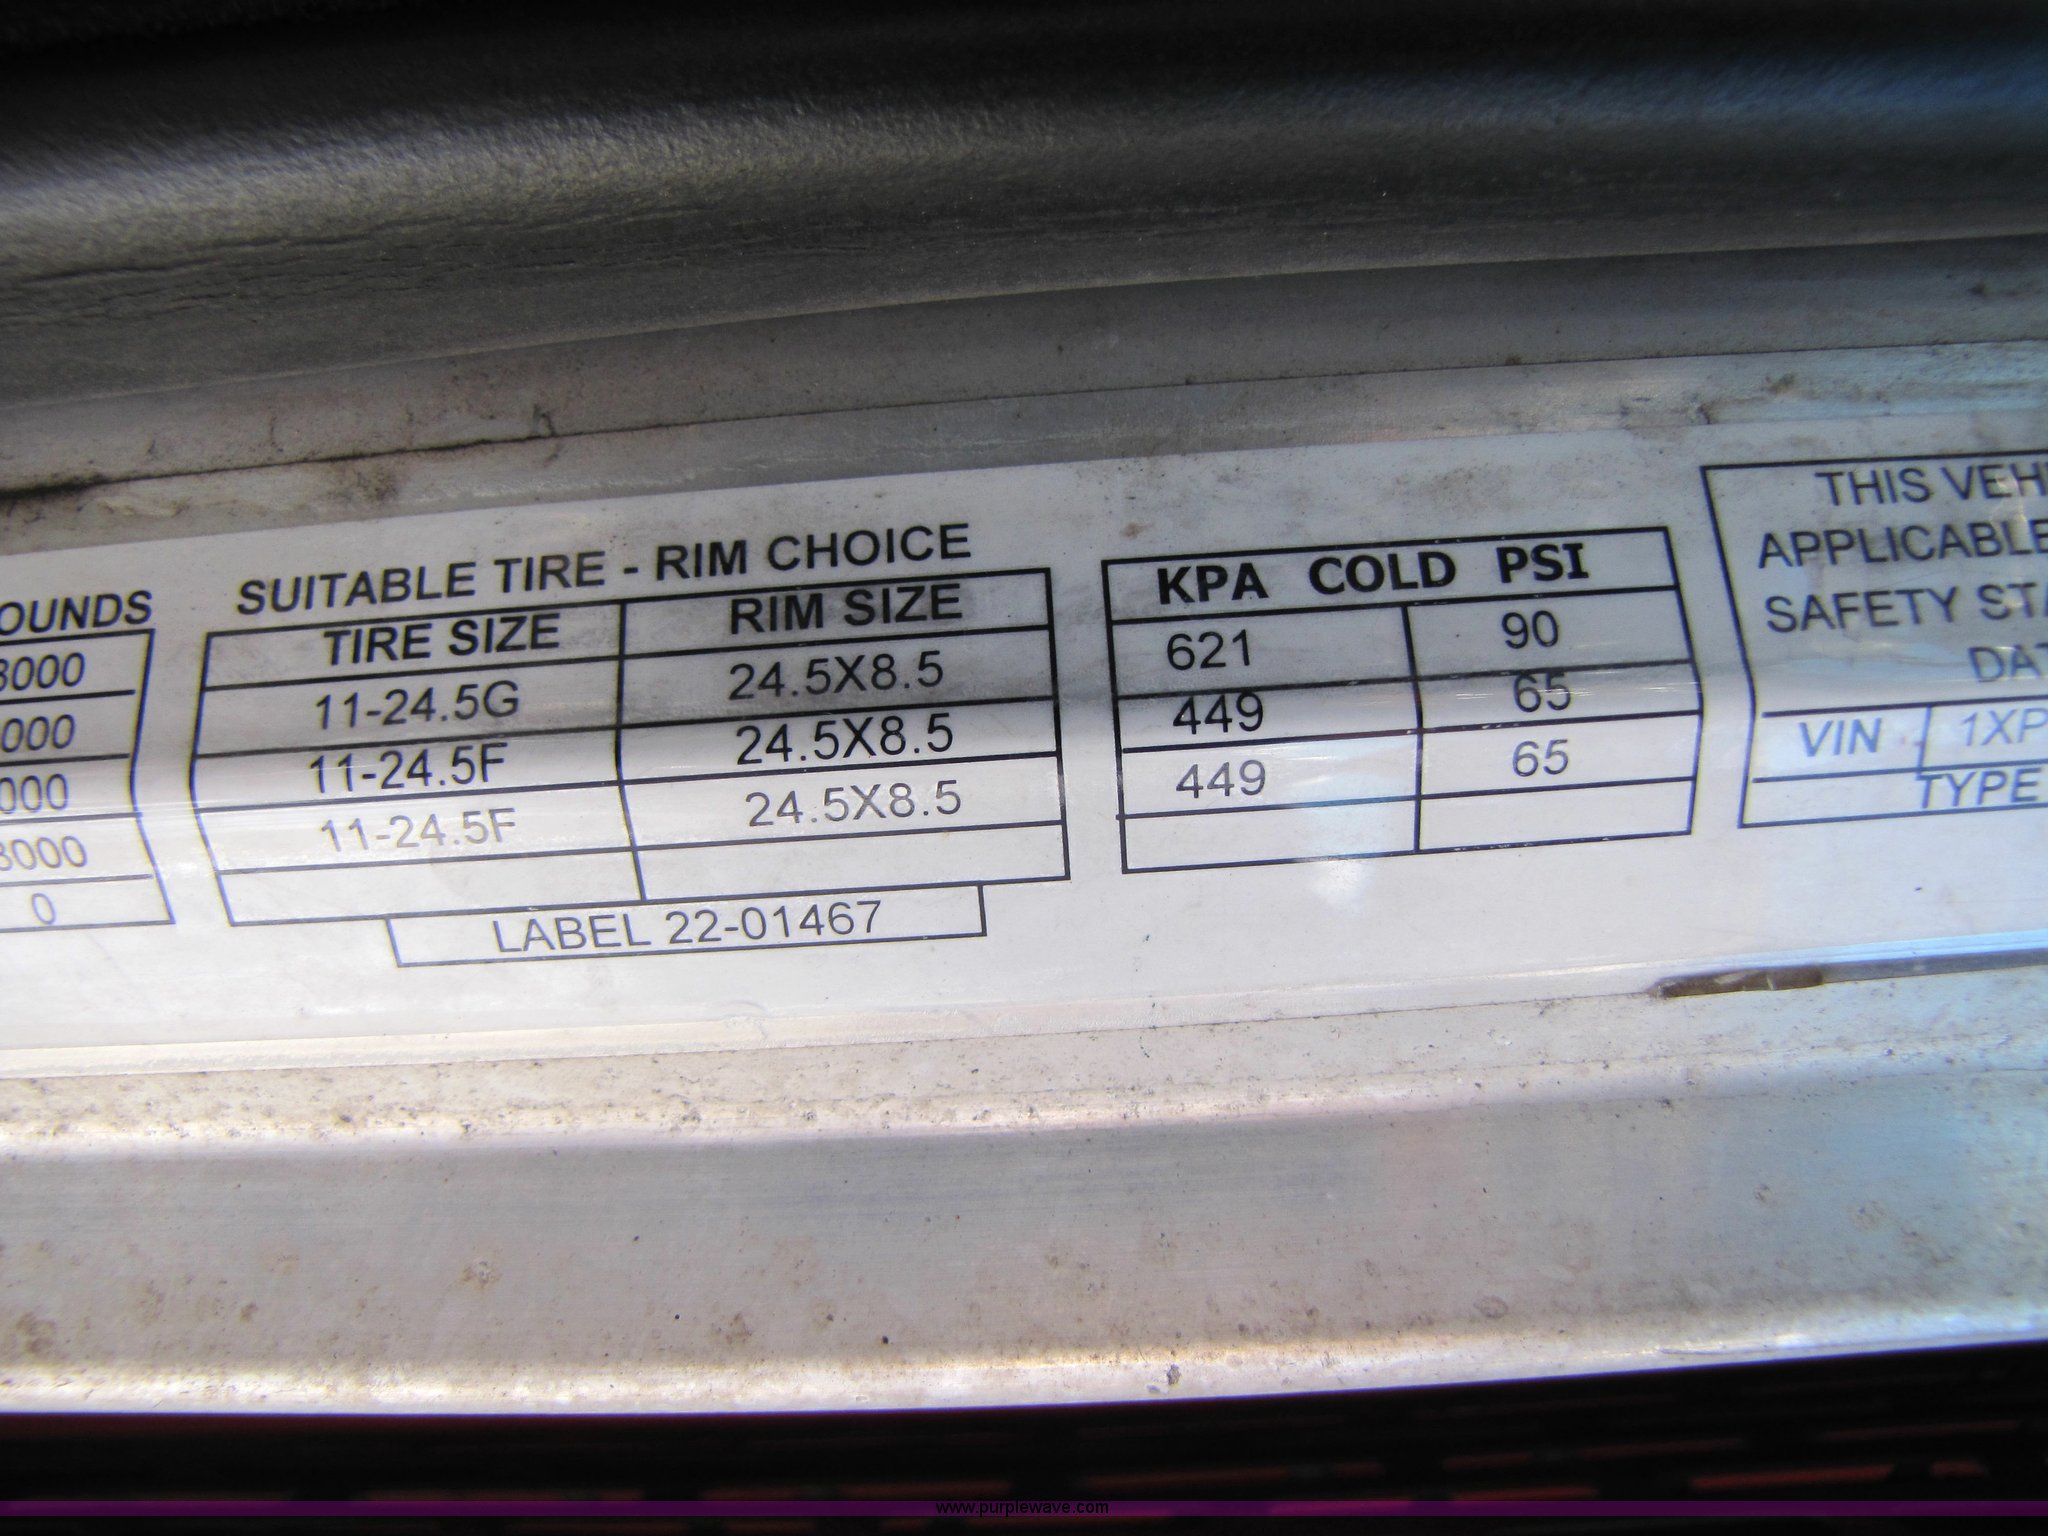 OUNDS
3000
000
000
3000
0
SUITABLE TIRE - RIM CHOICE
TIRE SIZE RIM SIZE
11-24.5G 24.5X8.5
11-24.5F 24.5X8.5
11-24.5F 24.5X8.5
LABEL 22-01467
KPA COLD PSI
621 90
449 65
449 65
THIS VEHI
APPLICABLE
SAFETY STA
DAT
VIN 1XP
TYPE
www.purplewave.com